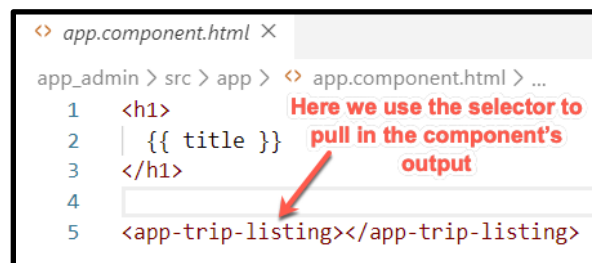 <> app.component.html ×
app_admin > src > app > <> app.component.html > ...
1 <h1>
Here we use the selector to
2 {{ title }}
pull in the component's
3 </h1>
output
4
5 <app-trip-listing></app-trip-listing>